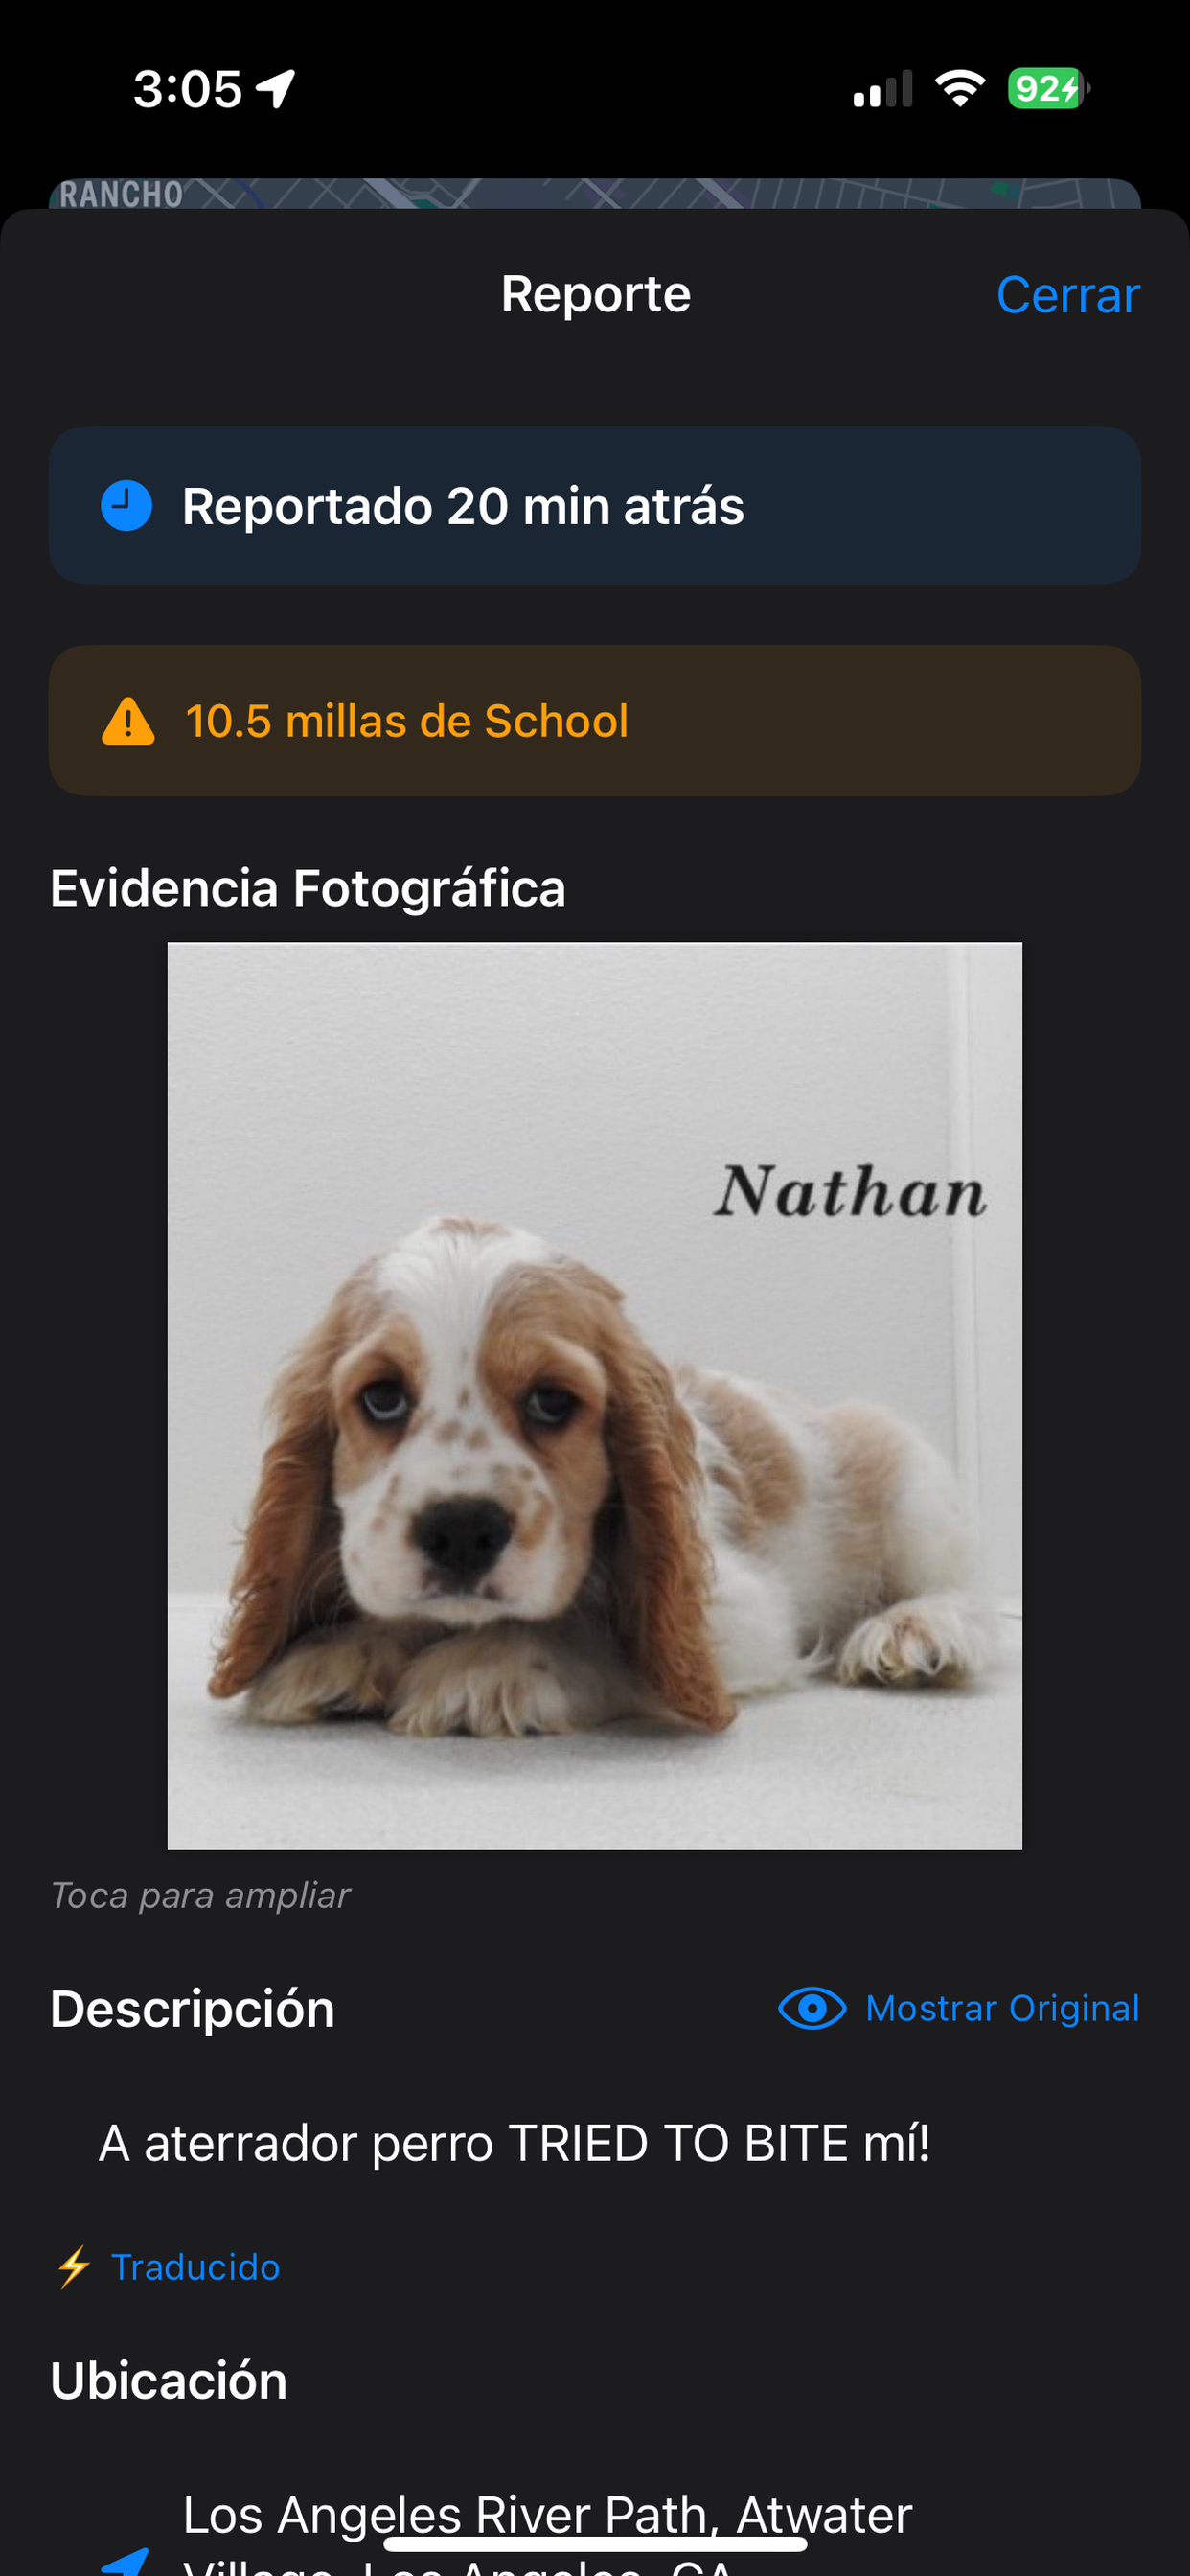 3:05
92
RANCHO
Reporte
Cerrar
Reportado 20 min atrás
10.5 millas de School
Evidencia Fotográfica
Nathan
Toca para ampliar
Descripción
Mostrar Original
A aterrador perro TRIED TO BITE mí!
Traducido
Ubicación
Los Angeles River Path, Atwater
Village, Los Angeles, CA